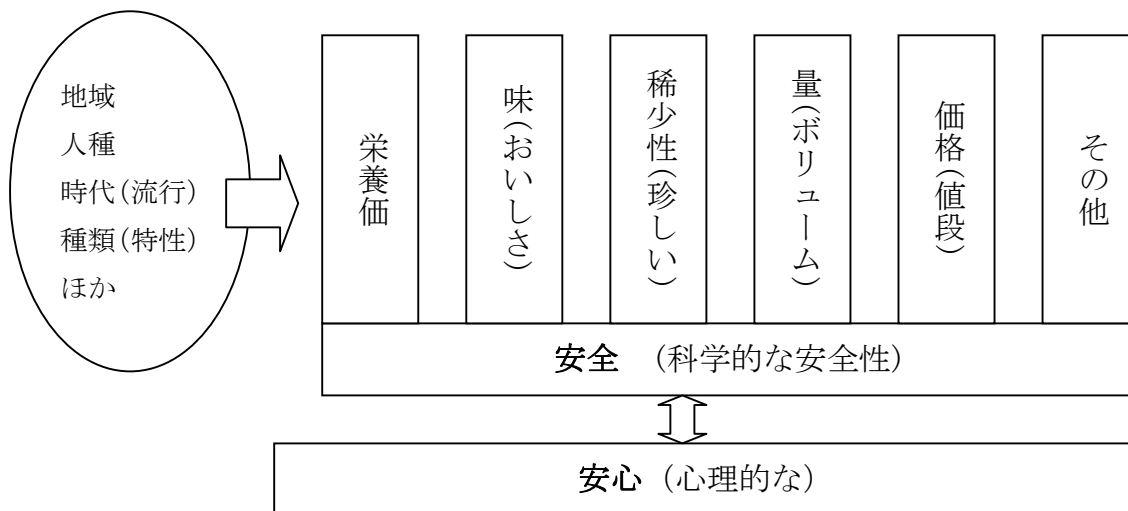 地域
人種
時代(流行)
種類(特性)
ほか
栄養価
味(おいしさ)
稀少性(珍しい)
量(ボリューム)
価格(値段)
その他
安全 (科学的な安全性)
安心 (心理的な)